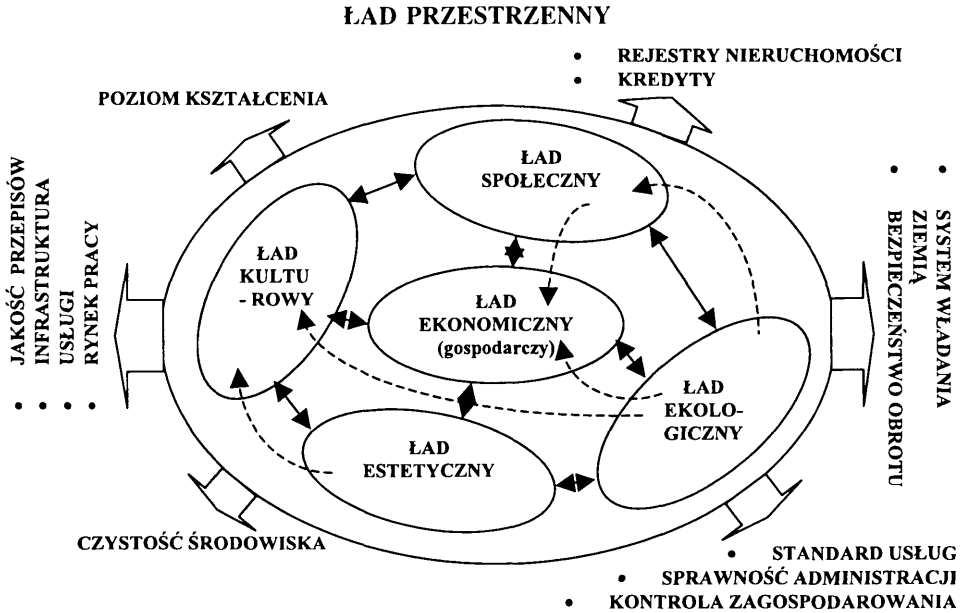 ŁAD PRZESTRZENNY
• REJESTRY NIERUCHOMOŚCI
• KREDYTY
POZIOM KSZTAŁCENIA
• JAKOŚĆ PRZEPISÓW
• INFRASTRUKTURA
• USŁUGI
• RYNEK PRACY
ŁAD
SPOŁECZNY
ŁAD
KULTU
- ROWY
ŁAD
EKONOMICZNY
(gospodarczy)
ŁAD
EKOLO-
GICZNY
ŁAD
ESTETYCZNY
• SYSTEM WŁADANIA
ZIEMIĄ
• BEZPIECZEŃSTWO OBROTU
CZYSTOŚĆ ŚRODOWISKA
• STANDARD USŁUG
• SPRAWNOŚĆ ADMINISTRACJI
• KONTROLA ZAGOSPODAROWANIA